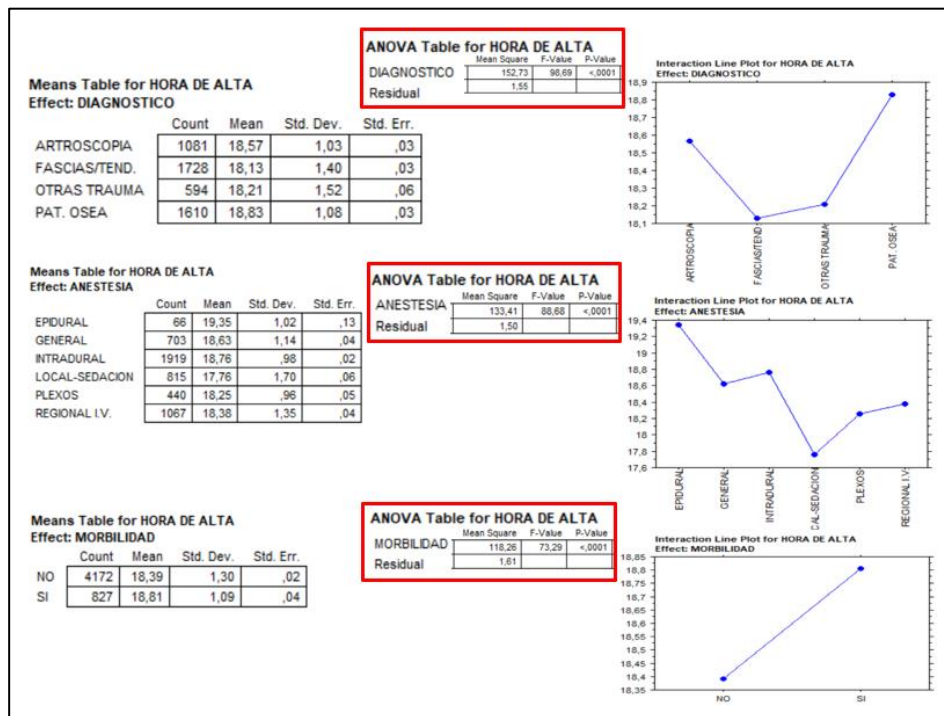 Means Table for HORA DE ALTA
Effect: DIAGNOSTICO
Count Mean Std. Dev. Std. Err.
ARTROSCOPIA 1081 18,57 1,03 ,03
FASCIAS/TEND. 1728 18,13 1,40 ,03
OTRAS TRAUMA 594 18,21 1,52 ,06
PAT. OSEA 1610 18,83 1,08 ,03
ANOVA Table for HORA DE ALTA
Mean Square F-Value P-Value
DIAGNOSTICO 152,73 98,69 <,0001
Residual 1,55
Interaction Line Plot for HORA DE ALTA
Effect: DIAGNOSTICO
18,9
18,8
18,7
18,6
18,5
18,4
18,3
18,2
18,1
ARTROSCOPIA
FASCIAS/TEND.
OTRAS TRAUMA
PAT. OSEA
Means Table for HORA DE ALTA
Effect: ANESTESIA
Count Mean Std. Dev. Std. Err.
EPIDURAL 66 19,35 1,02 ,13
GENERAL 703 18,63 1,14 ,04
INTRADURAL 1919 18,76 ,98 ,02
LOCAL-SEDACION 815 17,76 1,70 ,06
PLEXOS 440 18,25 ,96 ,05
REGIONAL I.V. 1067 18,38 1,35 ,04
ANOVA Table for HORA DE ALTA
Mean Square F-Value P-Value
ANESTESIA 133,41 88,68 <,0001
Residual 1,50
Interaction Line Plot for HORA DE ALTA
Effect: ANESTESIA
19,4
19,2
19
18,8
18,6
18,4
18,2
18
17,8
17,6
EPIDURAL
GENERAL
INTRADURAL
CAL-SEDACION
PLEXOS
REGIONAL I.V.
Means Table for HORA DE ALTA
Effect: MORBILIDAD
Count Mean Std. Dev. Std. Err.
NO 4172 18,39 1,30 ,02
SI 827 18,81 1,09 ,04
ANOVA Table for HORA DE ALTA
Mean Square F-Value P-Value
MORBILIDAD 118,26 73,29 <,0001
Residual 1,61
Interaction Line Plot for HORA DE ALTA
Effect: MORBILIDAD
18,85
18,8
18,75
18,7
18,65
18,6
18,55
18,5
18,45
18,4
18,35
NO SI